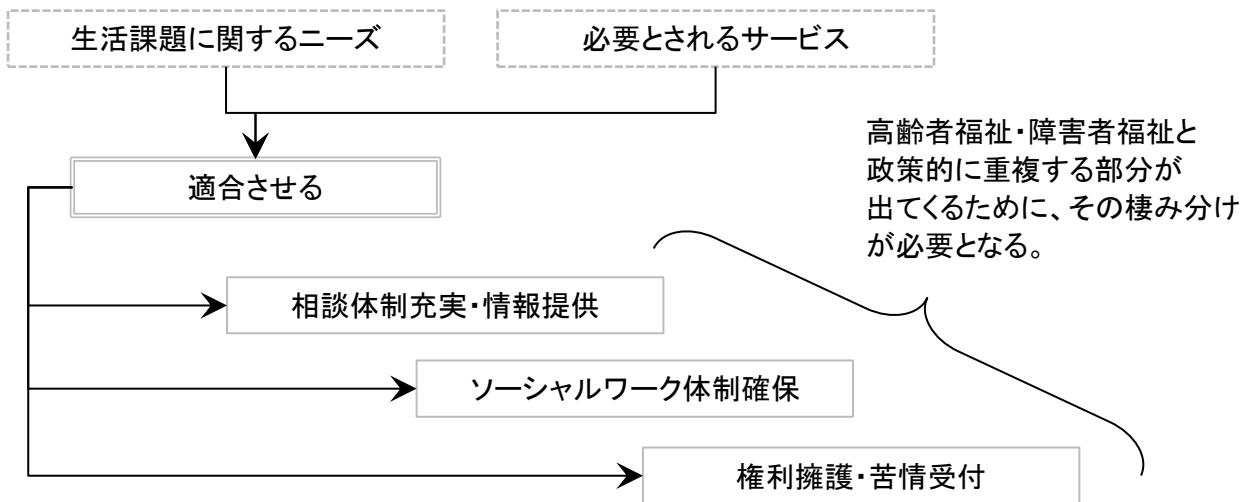 生活課題に関するニーズ
必要とされるサービス
適合させる
高齢者福祉・障害者福祉と
政策的に重複する部分が
出てくるために、その棲み分け
が必要となる。
相談体制充実・情報提供
ソーシャルワーク体制確保
権利擁護・苦情受付